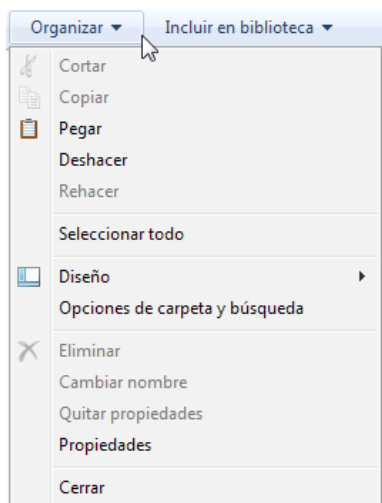 Organizar Incluir en biblioteca
Cortar
Copiar
Pegar
Deshacer
Rehacer
Seleccionar todo
Diseño
Opciones de carpeta y búsqueda
Eliminar
Cambiar nombre
Quitar propiedades
Propiedades
Cerrar